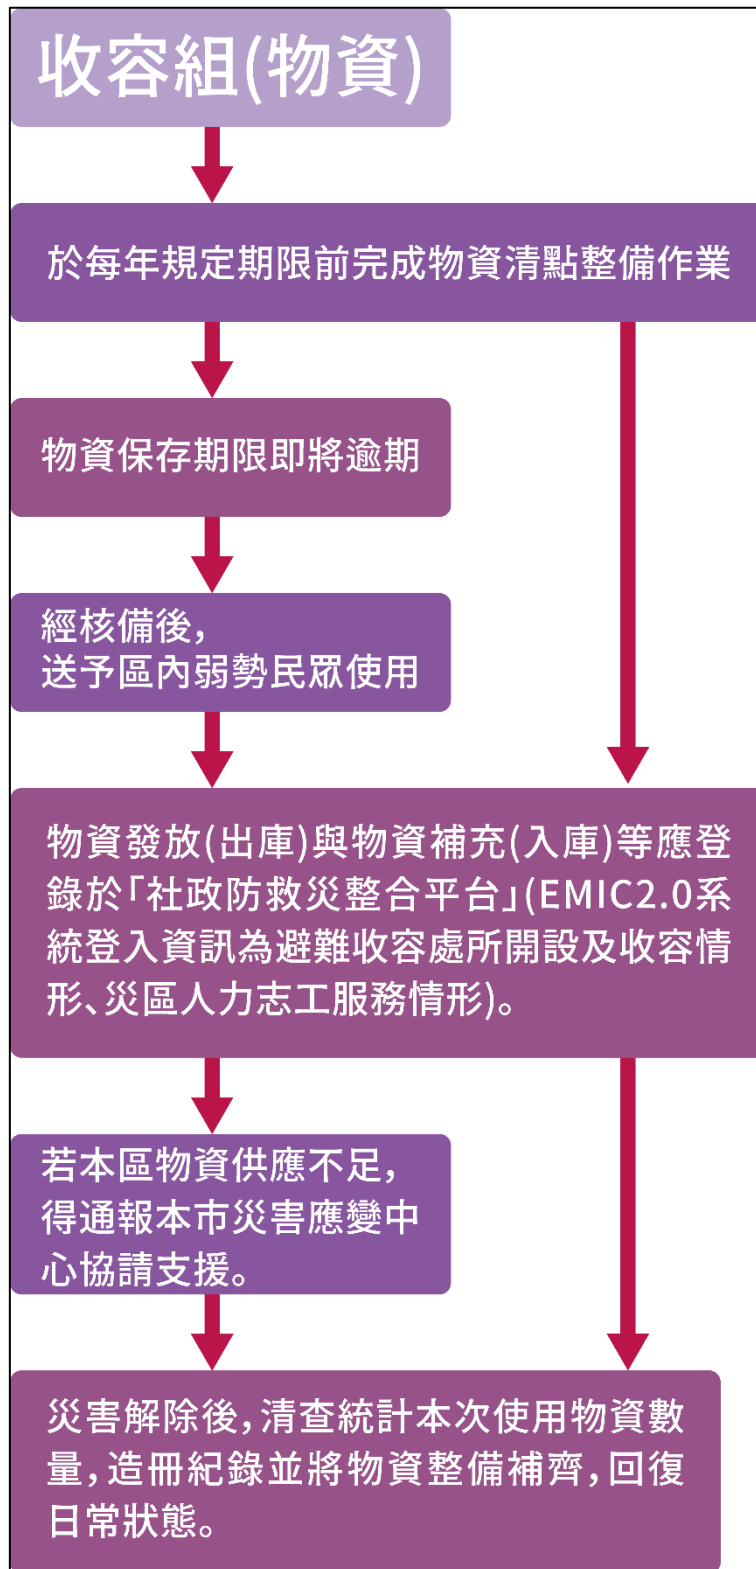 收容組(物資)
於每年規定期限前完成物資清點整備作業
物資保存期限即將逾期
經核備後，
送予區內弱勢民眾使用
物資發放(出庫)與物資補充(入庫)等應登
錄於「社政防救災整合平台」(EMIC2.0系
統登入資訊為避難收容處所開設及收容情
形、災區人力志工服務情形)。
若本區物資供應不足，
得通報本市災害應變中
心協請支援。
災害解除後，清查統計本次使用物資數
量，造冊紀錄並將物資整備補齊，回復
日常狀態。